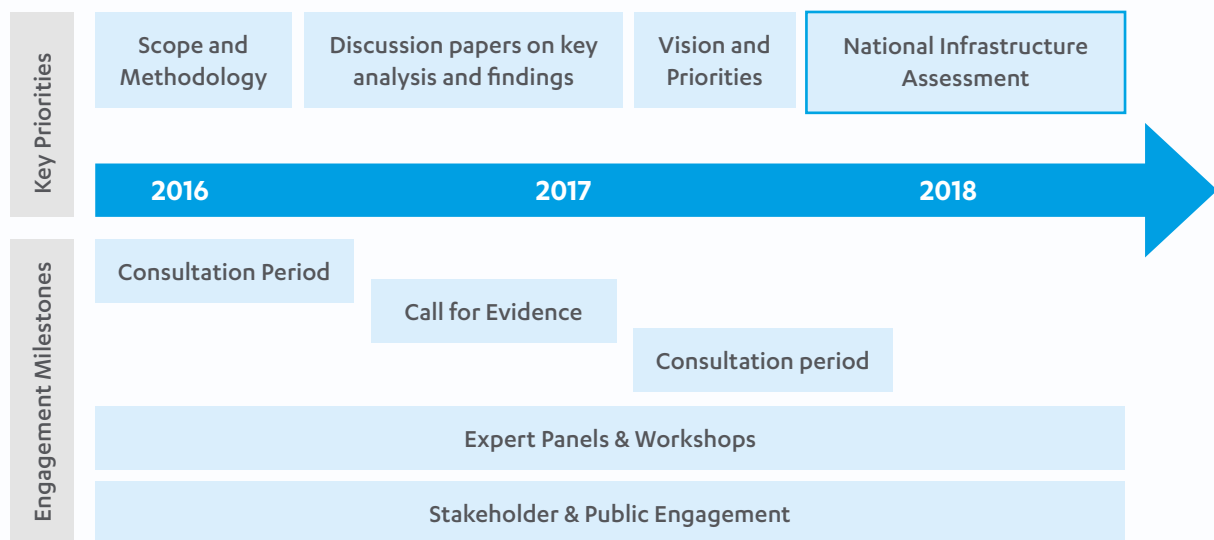 Key Priorities
Scope and
Methodology
Discussion papers on key
analysis and findings
Vision and
Priorities
National Infrastructure
Assessment
2016
2017
2018
Engagement Milestones
Consultation Period
Call for Evidence
Consultation period
Expert Panels & Workshops
Stakeholder & Public Engagement